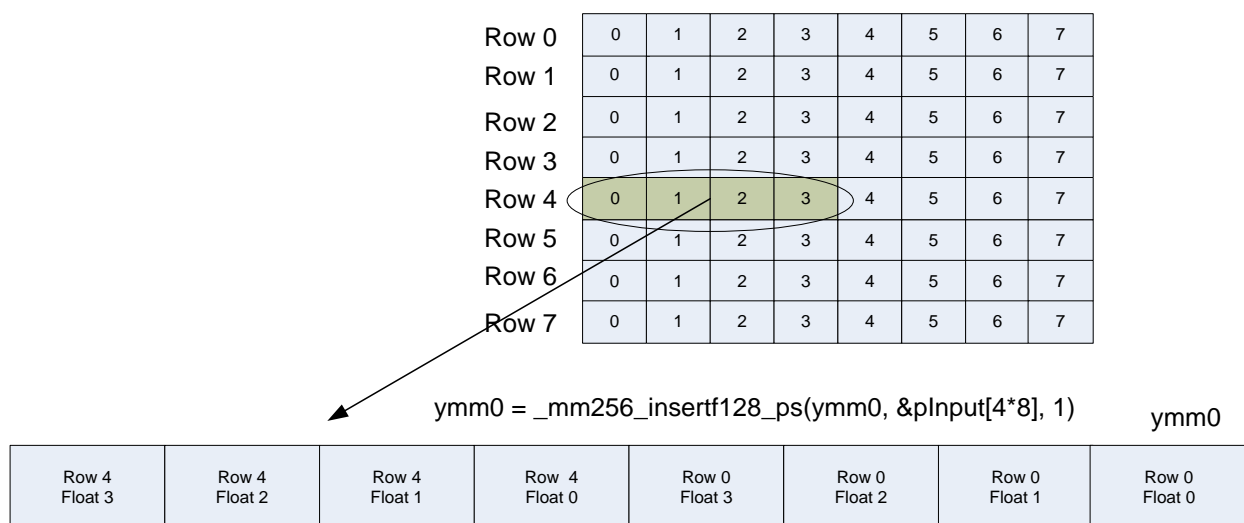 Row 0 0 1 2 3 4 5 6 7
Row 1 0 1 2 3 4 5 6 7
Row 2 0 1 2 3 4 5 6 7
Row 3 0 1 2 3 4 5 6 7
Row 4 0 1 2 3 4 5 6 7
Row 5 0 1 2 3 4 5 6 7
Row 6 0 1 2 3 4 5 6 7
Row 7 0 1 2 3 4 5 6 7
ymm0 = _mm256_insertf128_ps(ymm0, &pInput[4*8], 1)
ymm0
Row 4 Row 4 Row 4 Row 4 Row 0 Row 0 Row 0 Row 0
Float 3 Float 2 Float 1 Float 0 Float 3 Float 2 Float 1 Float 0